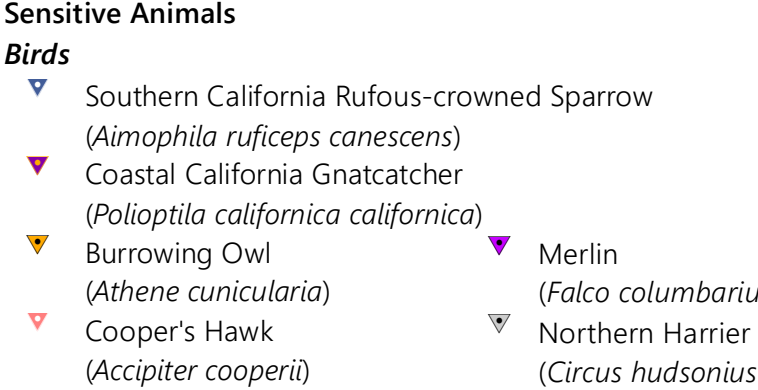 Sensitive Animals
Birds
Southern California Rufous-crowned Sparrow
(Aimophila ruficeps canescens)
Coastal California Gnatcatcher
(Polioptila californica californica)
Burrowing Owl
(Athene cunicularia)
Cooper's Hawk
(Accipiter cooperii)
Merlin
(Falco columbariu
Northern Harrier
(Circus hudsonius